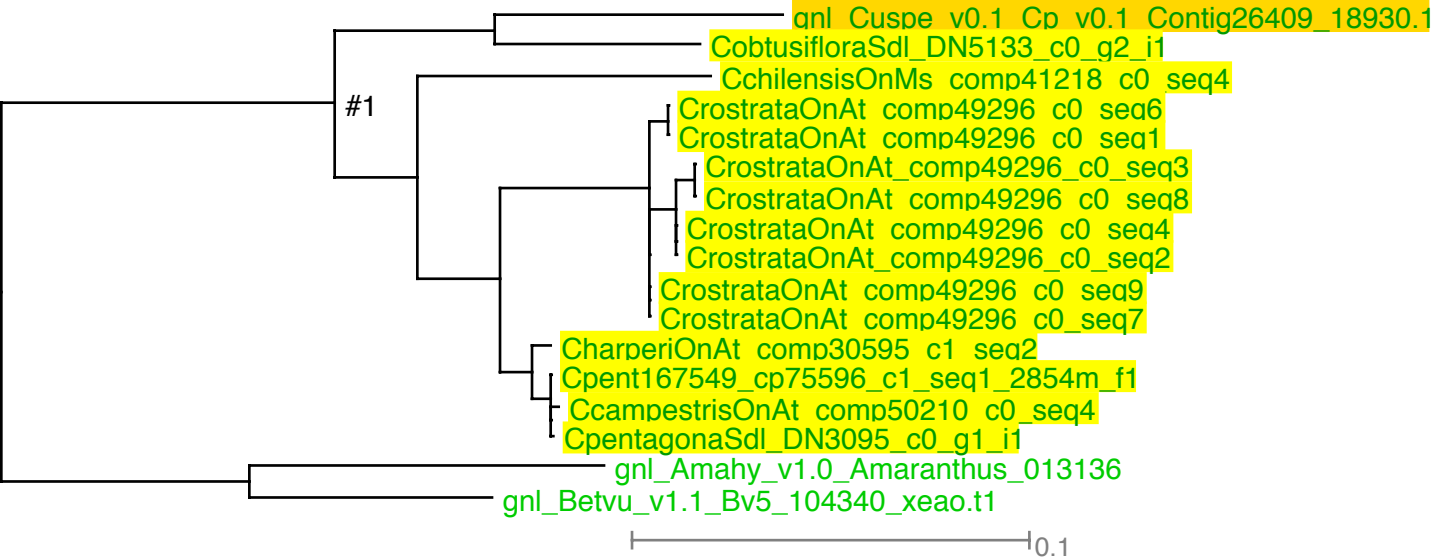 gnl_Cuspe_v0.1_Cp_v0.1_Contig26409_18930.1
CobtusifloraSdl_DN5133_c0_g2_i1
CchilensisOnMs_comp41218_c0_seq4
#1
CrostrataOnAt_comp49296_c0_seq6
CrostrataOnAt_comp49296_c0_seq1
CrostrataOnAt_comp49296_c0_seq3
CrostrataOnAt_comp49296_c0_seq8
CrostrataOnAt_comp49296_c0_seq4
CrostrataOnAt_comp49296_c0_seq2
CrostrataOnAt_comp49296_c0_seq9
CrostrataOnAt_comp49296_c0_seq7
CharperiOnAt_comp30595_c1_seq2
Cpent167549_cp75596_c1_seq1_2854m_f1
CcampestrisOnAt_comp50210_c0_seq4
CpentagonaSdl_DN3095_c0_g1_i1
gnl_Amahy_v1.0_Amaranthus_013136
gnl_Betvu_v1.1_Bv5_104340_xeao.t1
0.1